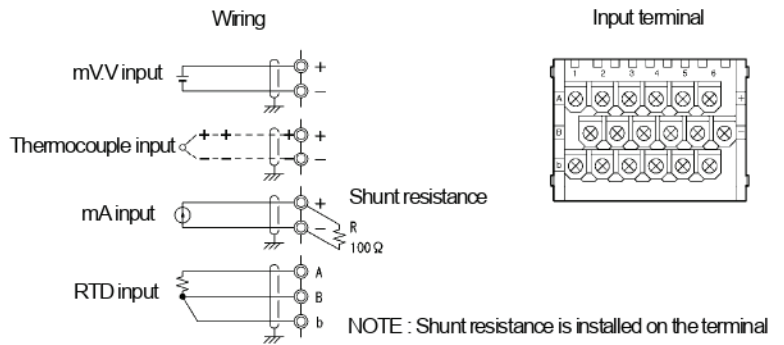 Wiring
Input terminal
mV.V input
+
−
Thermocouple input
+ +
+
+
−
mA input
+
−
Shunt resistance
R
100Ω
RTD input
A
B
b
NOTE : Shunt resistance is installed on the terminal
1 2 3 4 5 6
A
+
B
−
b